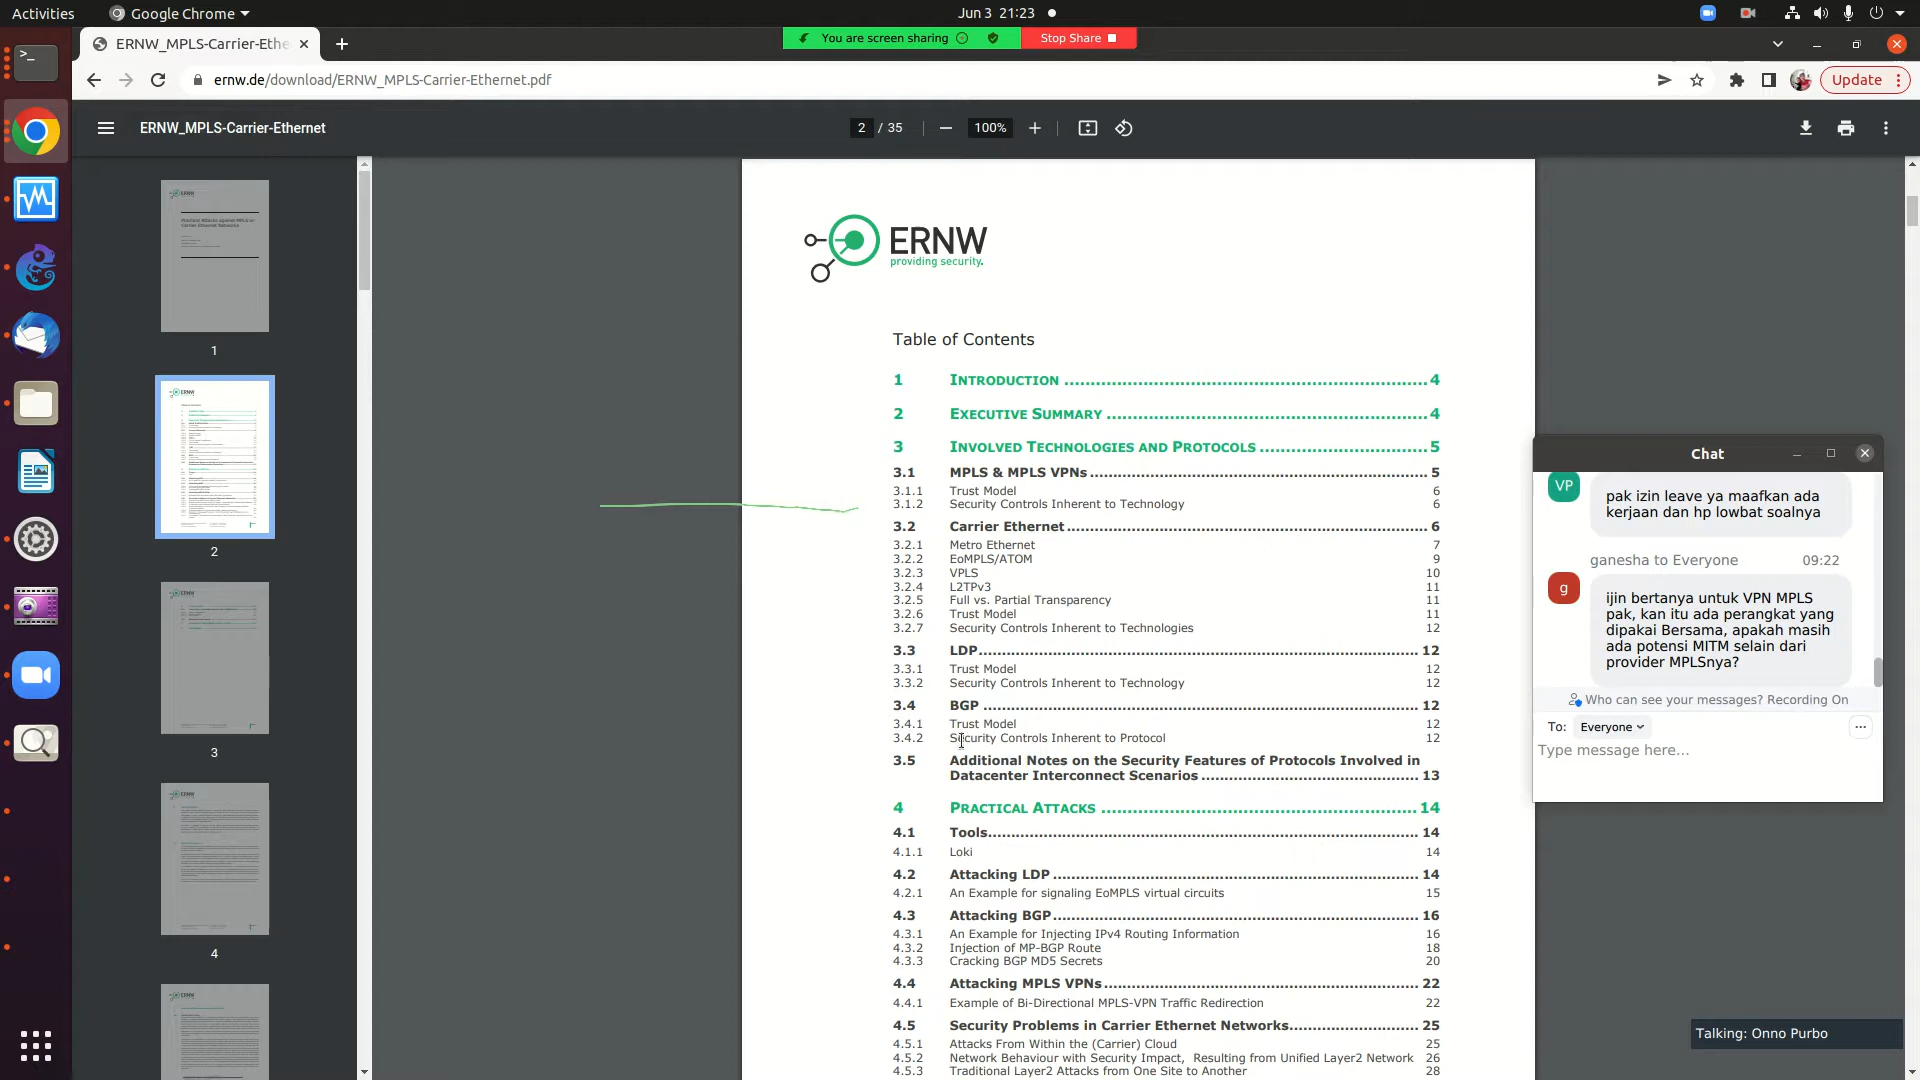 Activities
Google Chrome
Jun 3 21:23
ERNW_MPLS-Carrier-Ethe
You are screen sharing
Stop Share
ernw.de/download/ERNW_MPLS-Carrier-Ethernet.pdf
Update
ERNW_MPLS-Carrier-Ethernet
2 / 35
100%
1
2
3
4
ERNW
providing security.
Table of Contents
1 INTRODUCTION 4
2 EXECUTIVE SUMMARY 4
3 INVOLVED TECHNOLOGIES AND PROTOCOLS 5
3.1 MPLS & MPLS VPNs 5
3.1.1 Trust Model 6
3.1.2 Security Controls Inherent to Technology 6
3.2 Carrier Ethernet 6
3.2.1 Metro Ethernet 7
3.2.2 EoMPLS/ATOM 9
3.2.3 VPLS 10
3.2.4 L2TPv3 11
3.2.5 Full vs. Partial Transparency 11
3.2.6 Trust Model 11
3.2.7 Security Controls Inherent to Technologies 12
3.3 LDP 12
3.3.1 Trust Model 12
3.3.2 Security Controls Inherent to Technology 12
3.4 BGP 12
3.4.1 Trust Model 12
3.4.2 Security Controls Inherent to Protocol 12
3.5 Additional Notes on the Security Features of Protocols Involved in
Datacenter Interconnect Scenarios 13
4 PRACTICAL ATTACKS 14
4.1 Tools 14
4.1.1 Loki 14
4.2 Attacking LDP 14
4.2.1 An Example for signaling EoMPLS virtual circuits 15
4.3 Attacking BGP 16
4.3.1 An Example for Injecting IPv4 Routing Information 16
4.3.2 Injection of MP-BGP Route 18
4.3.3 Cracking BGP MD5 Secrets 20
4.4 Attacking MPLS VPNs 22
4.4.1 Example of Bi-Directional MPLS-VPN Traffic Redirection 22
4.5 Security Problems in Carrier Ethernet Networks 25
4.5.1 Attacks From Within the (Carrier) Cloud 25
4.5.2 Network Behaviour with Security Impact, Resulting from Unified Layer2 Network 26
4.5.3 Traditional Layer2 Attacks from One Site to Another 28
Chat
VP
pak izin leave ya maafkan ada
kerjaan dan hp lowbat soalnya
ganesha to Everyone 09:22
g
ijin bertanya untuk VPN MPLS
pak, kan itu ada perangkat yang
dipakai Bersama, apakah masih
ada potensi MITM selain dari
provider MPLSnya?
Who can see your messages? Recording On
To: Everyone
Type message here...
Talking: Onno Purbo